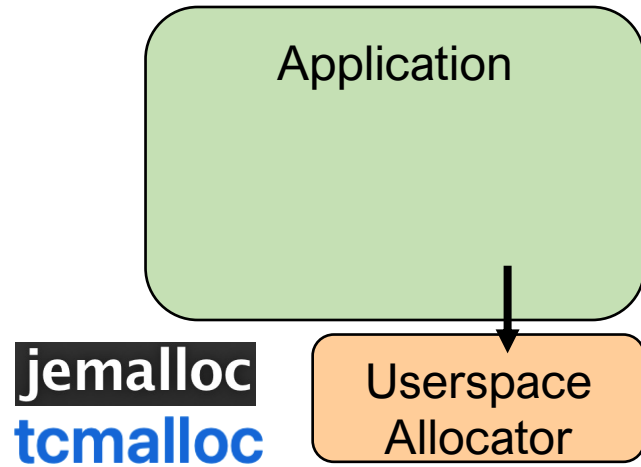 Application
jemalloc
tcmalloc
Userspace
Allocator